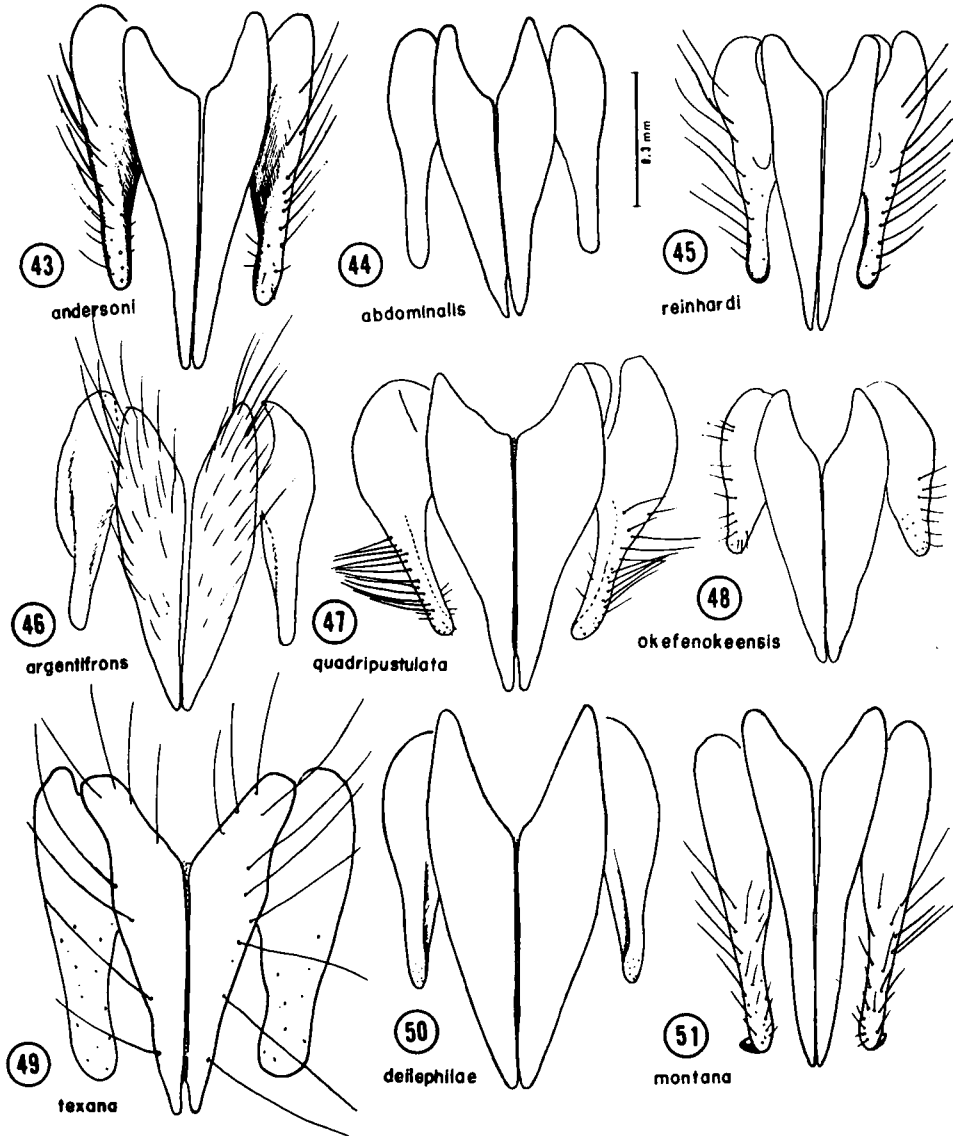 43
andersoni
44
abdominalis
0.3 mm
45
reinhardi
46
argentifrons
47
quadripustulata
48
okefenokeensis
49
texana
50
deilephilae
51
montana